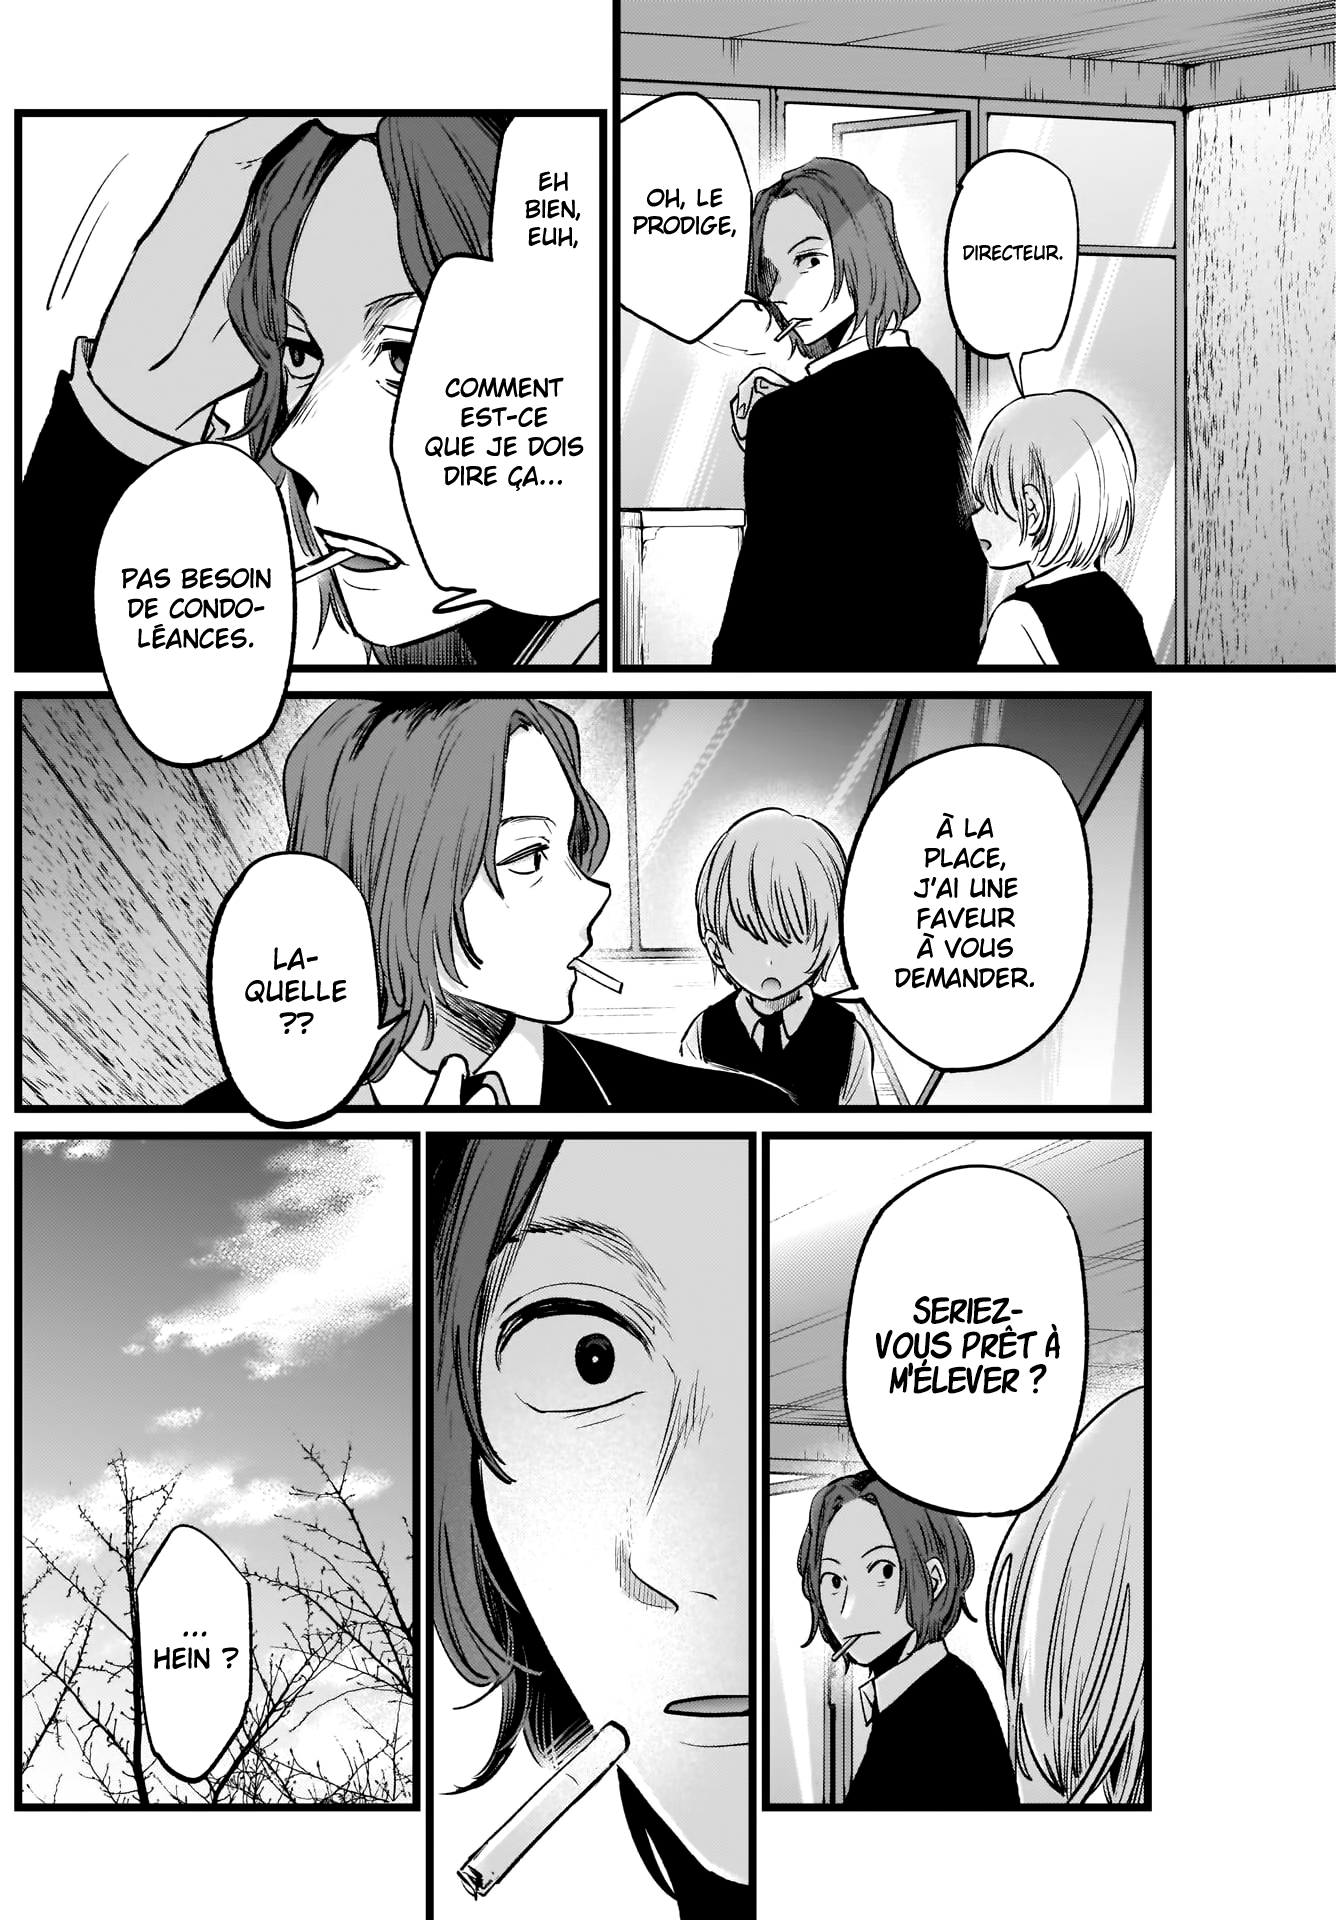 DIRECTEUR.
OH, LE
PRODIGE,
EH
BIEN,
EUH,
COMMENT
EST-CE
QUE JE DOIS
DIRE ÇA...
PAS BESOIN
DE CONDO-
LÉANCES.
À LA
PLACE,
J'AI UNE
FAVEUR
À VOUS
DEMANDER.
LA-
QUELLE
??
SERIEZ-
VOUS PRÊT À
M'ÉLEVER ?
...
HEIN ?